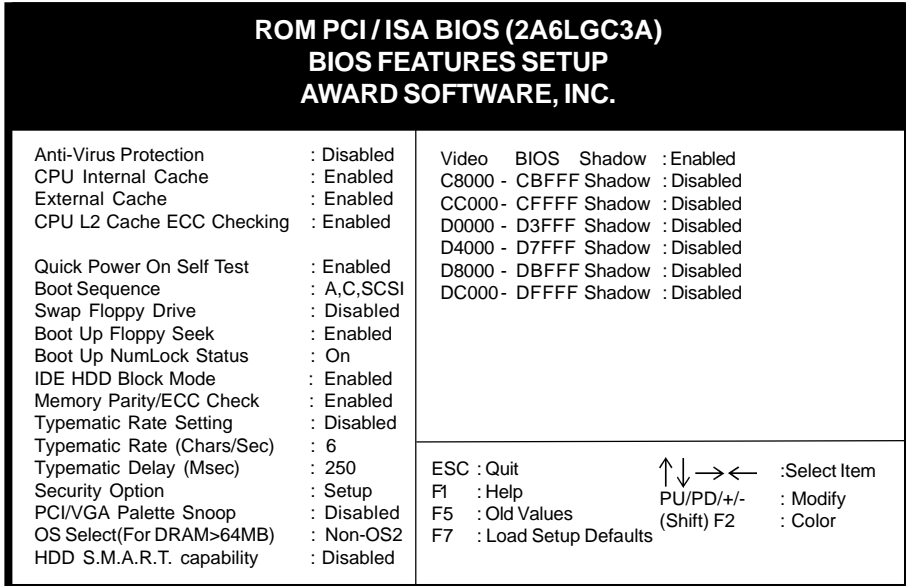 ROM PCI / ISA BIOS (2A6LGC3A)
BIOS FEATURES SETUP
AWARD SOFTWARE, INC.
Anti-Virus Protection : Disabled
CPU Internal Cache : Enabled
External Cache : Enabled
CPU L2 Cache ECC Checking : Enabled
Quick Power On Self Test : Enabled
Boot Sequence : A,C,SCSI
Swap Floppy Drive : Disabled
Boot Up Floppy Seek : Enabled
Boot Up NumLock Status : On
IDE HDD Block Mode : Enabled
Memory Parity/ECC Check : Enabled
Typematic Rate Setting : Disabled
Typematic Rate (Chars/Sec) : 6
Typematic Delay (Msec) : 250
Security Option : Setup
PCI/VGA Palette Snoop : Disabled
OS Select(For DRAM>64MB) : Non-OS2
HDD S.M.A.R.T. capability : Disabled
Video BIOS Shadow : Enabled
C8000 - CBFFF Shadow : Disabled
CC000 - CFFFF Shadow : Disabled
D0000 - D3FFF Shadow : Disabled
D4000 - D7FFF Shadow : Disabled
D8000 - DBFFF Shadow : Disabled
DC000 - DFFFF Shadow : Disabled
ESC : Quit ↑↓→← :Select Item
F1 : Help PU/PD/+/- : Modify
F5 : Old Values (Shift) F2 : Color
F7 : Load Setup Defaults